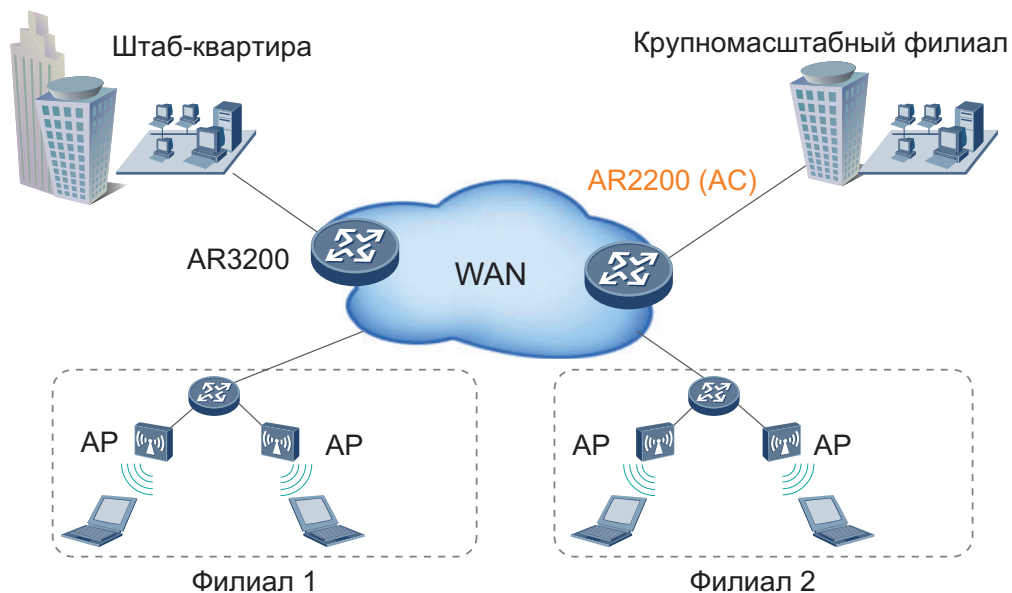 Штаб-квартира
Крупномасштабный филиал
AR2200 (AC)
AR3200
WAN
AP
AP
AP
AP
Филиал 1
Филиал 2